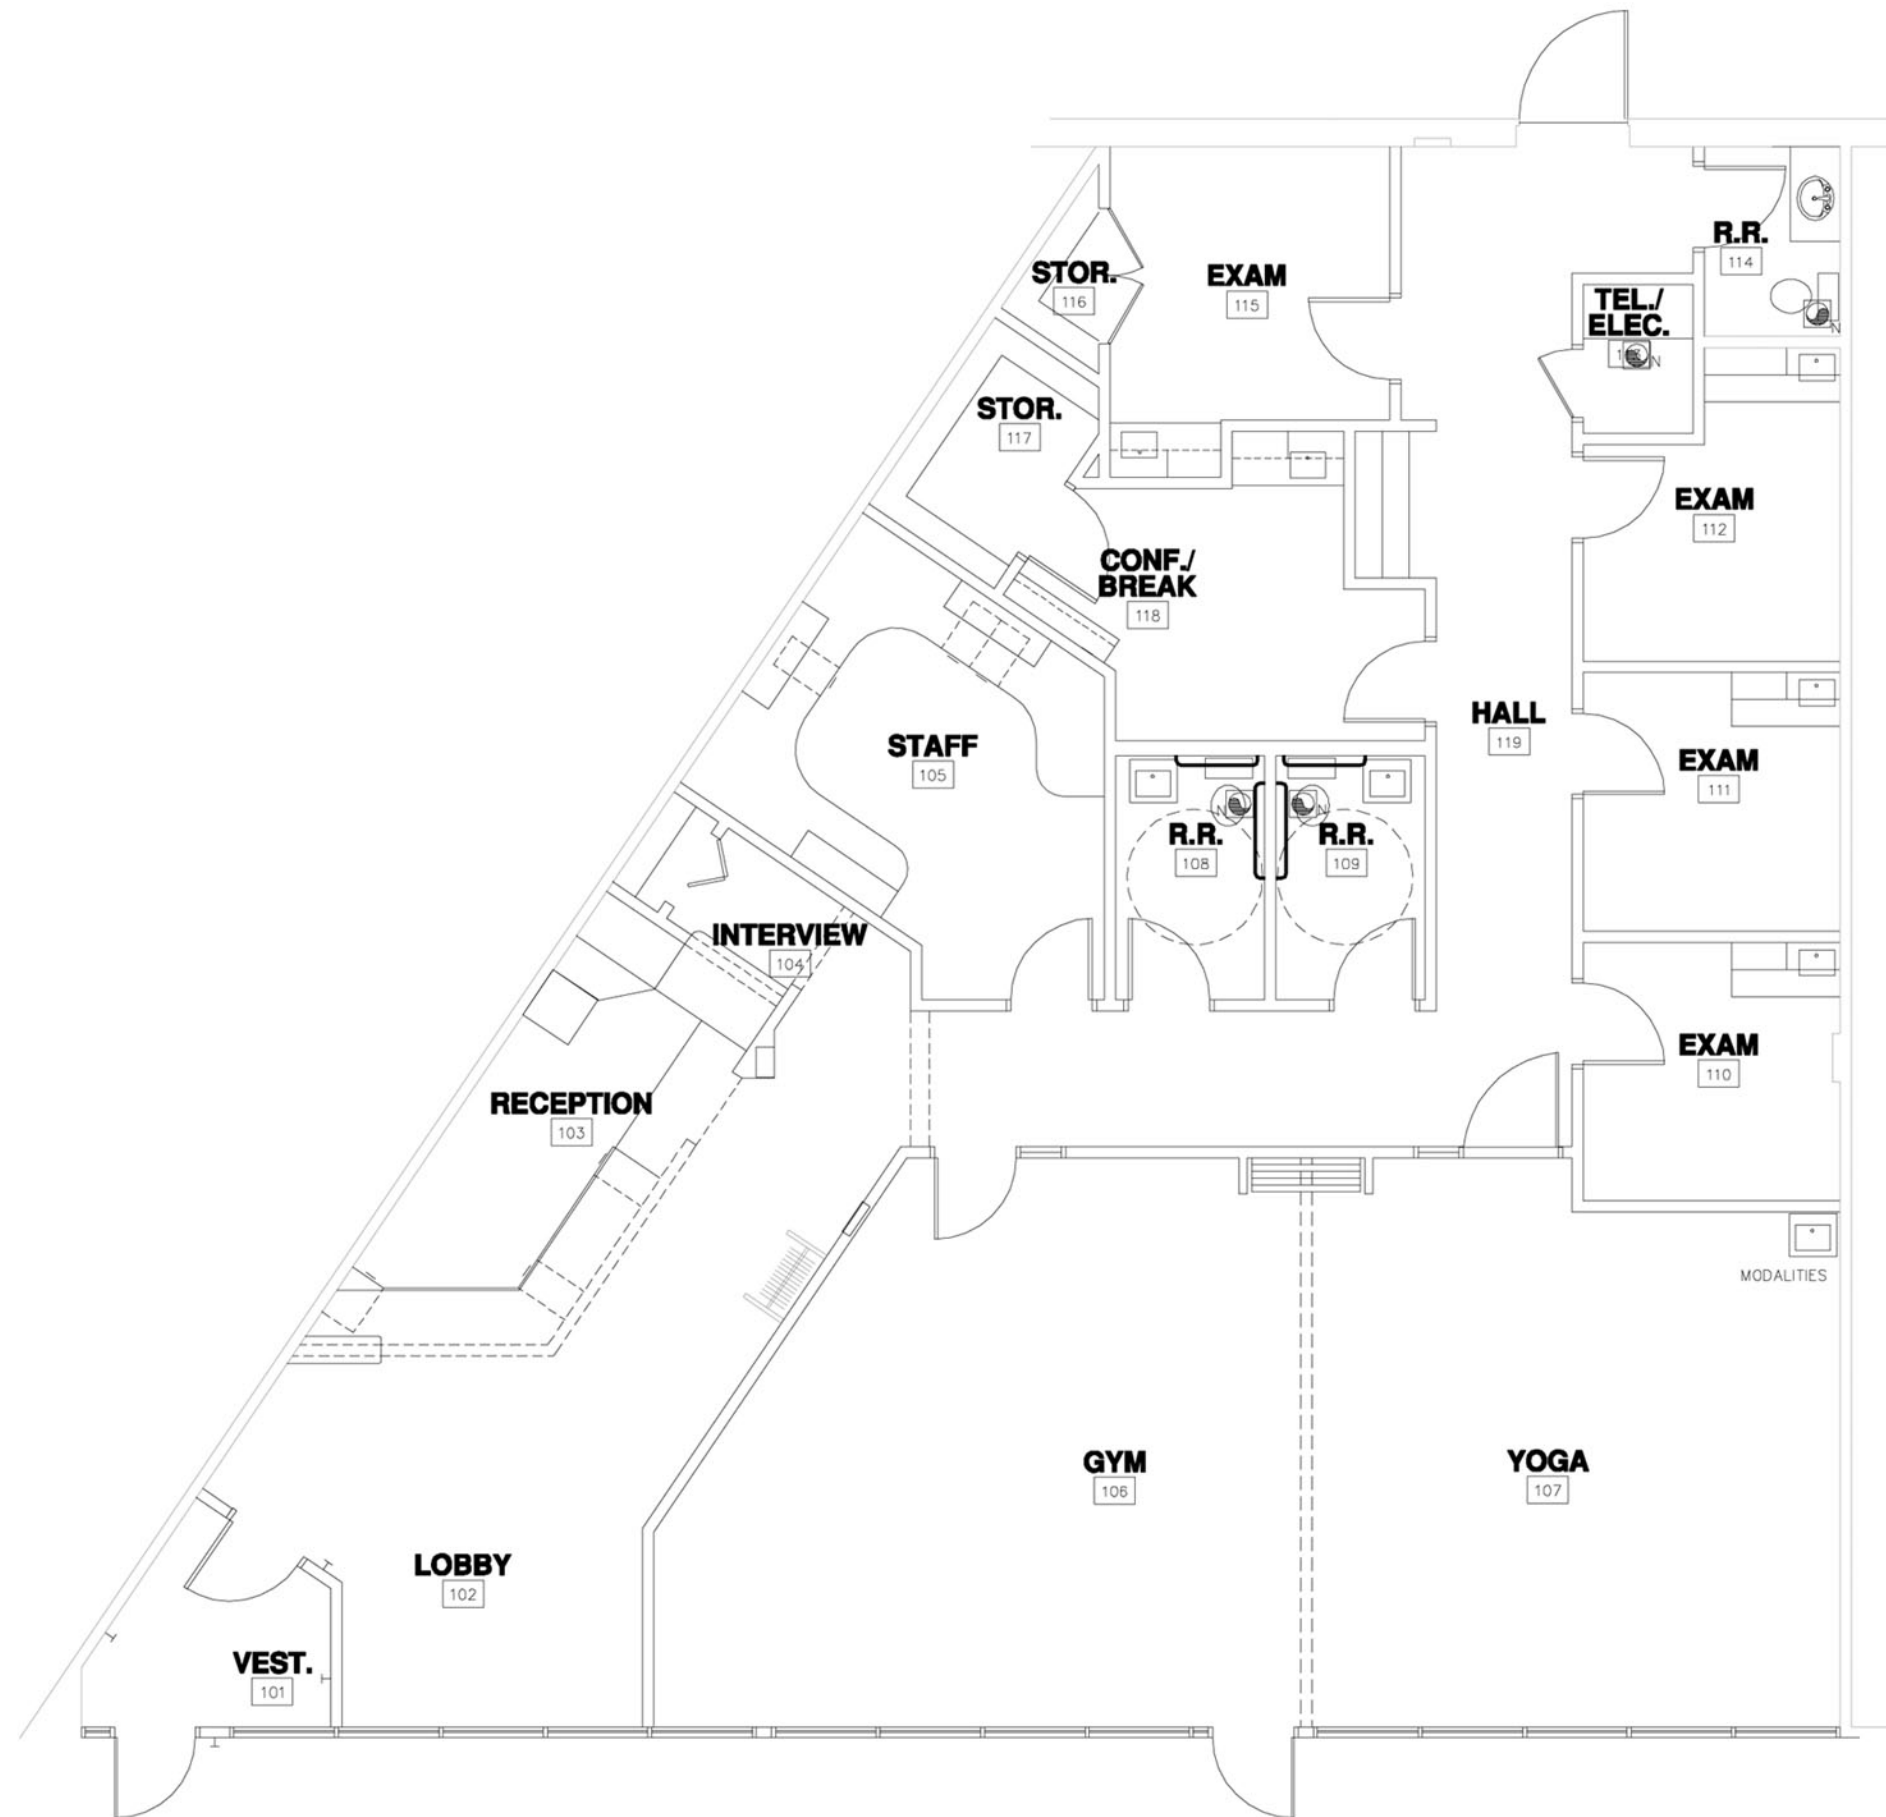 R.R.
114
STOR.
116
EXAM
115
TEL./
ELEC.
N
N
STOR.
117
EXAM
112
CONF./
BREAK
118
HALL
119
STAFF
105
EXAM
111
N
N
R.R.
108
R.R.
109
INTERVIEW
104
EXAM
110
RECEPTION
103
MODALITIES
GYM
106
YOGA
107
LOBBY
102
VEST.
101